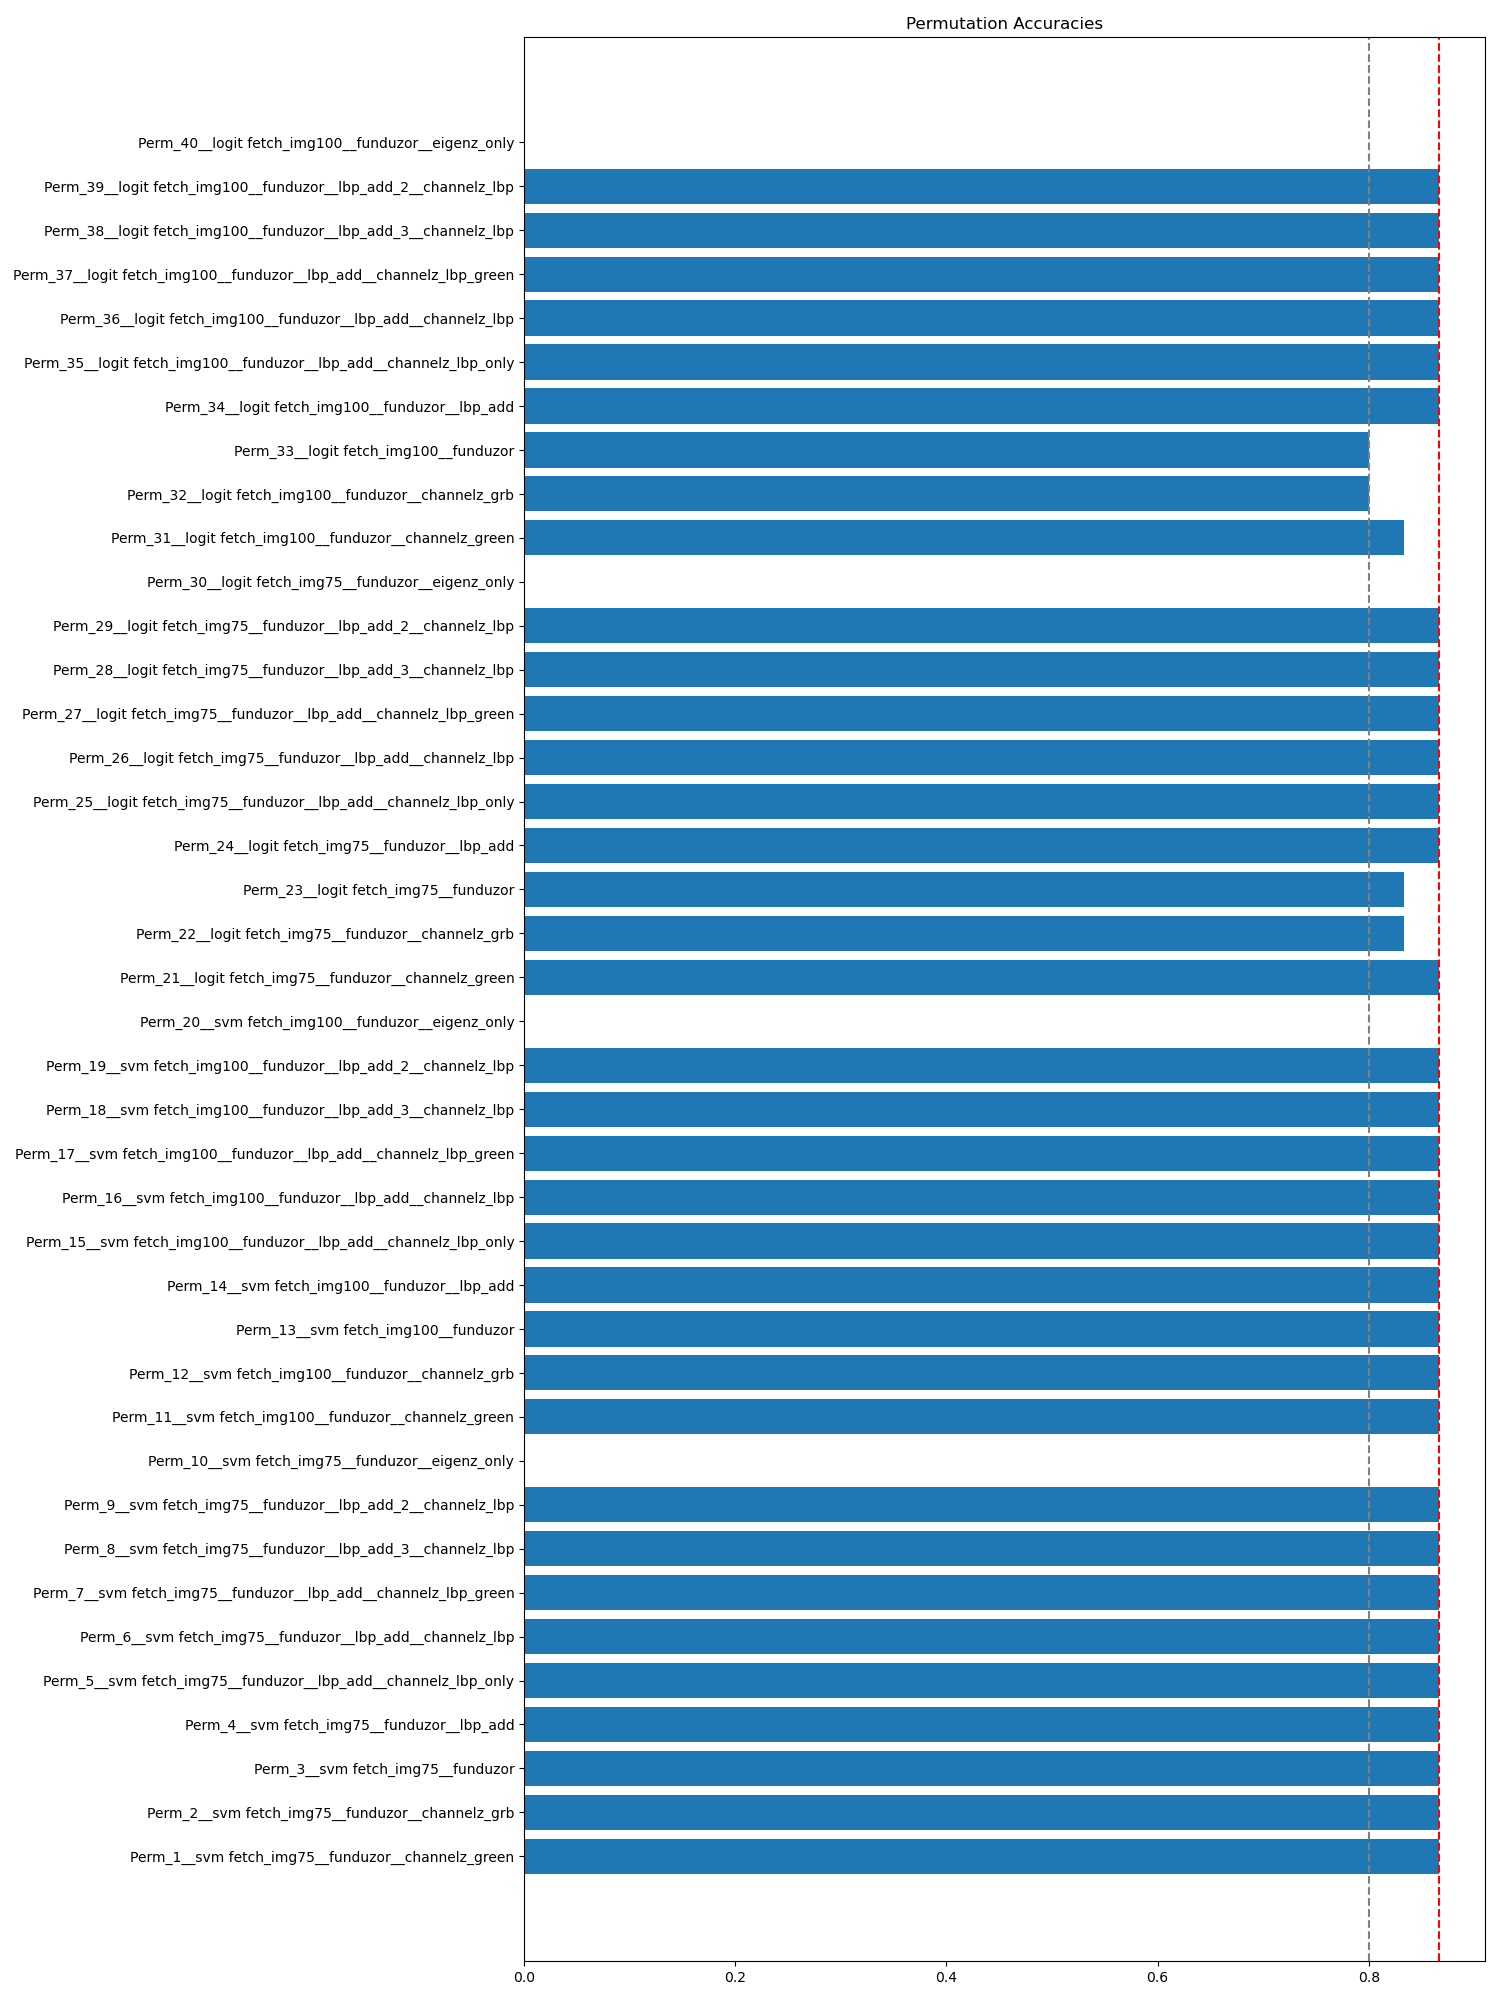 Permutation Accuracies
Perm_40__logit fetch_img100__funduzor__eigenz_only
Perm_39__logit fetch_img100__funduzor__lbp_add_2__channelz_lbp
Perm_38__logit fetch_img100__funduzor__lbp_add_3__channelz_lbp
Perm_37__logit fetch_img100__funduzor__lbp_add__channelz_lbp_green
Perm_36__logit fetch_img100__funduzor__lbp_add__channelz_lbp
Perm_35__logit fetch_img100__funduzor__lbp_add__channelz_lbp_only
Perm_34__logit fetch_img100__funduzor__lbp_add
Perm_33__logit fetch_img100__funduzor
Perm_32__logit fetch_img100__funduzor__channelz_grb
Perm_31__logit fetch_img100__funduzor__channelz_green
Perm_30__logit fetch_img75__funduzor__eigenz_only
Perm_29__logit fetch_img75__funduzor__lbp_add_2__channelz_lbp
Perm_28__logit fetch_img75__funduzor__lbp_add_3__channelz_lbp
Perm_27__logit fetch_img75__funduzor__lbp_add__channelz_lbp_green
Perm_26__logit fetch_img75__funduzor__lbp_add__channelz_lbp
Perm_25__logit fetch_img75__funduzor__lbp_add__channelz_lbp_only
Perm_24__logit fetch_img75__funduzor__lbp_add
Perm_23__logit fetch_img75__funduzor
Perm_22__logit fetch_img75__funduzor__channelz_grb
Perm_21__logit fetch_img75__funduzor__channelz_green
Perm_20__svm fetch_img100__funduzor__eigenz_only
Perm_19__svm fetch_img100__funduzor__lbp_add_2__channelz_lbp
Perm_18__svm fetch_img100__funduzor__lbp_add_3__channelz_lbp
Perm_17__svm fetch_img100__funduzor__lbp_add__channelz_lbp_green
Perm_16__svm fetch_img100__funduzor__lbp_add__channelz_lbp
Perm_15__svm fetch_img100__funduzor__lbp_add__channelz_lbp_only
Perm_14__svm fetch_img100__funduzor__lbp_add
Perm_13__svm fetch_img100__funduzor
Perm_12__svm fetch_img100__funduzor__channelz_grb
Perm_11__svm fetch_img100__funduzor__channelz_green
Perm_10__svm fetch_img75__funduzor__eigenz_only
Perm_9__svm fetch_img75__funduzor__lbp_add_2__channelz_lbp
Perm_8__svm fetch_img75__funduzor__lbp_add_3__channelz_lbp
Perm_7__svm fetch_img75__funduzor__lbp_add__channelz_lbp_green
Perm_6__svm fetch_img75__funduzor__lbp_add__channelz_lbp
Perm_5__svm fetch_img75__funduzor__lbp_add__channelz_lbp_only
Perm_4__svm fetch_img75__funduzor__lbp_add
Perm_3__svm fetch_img75__funduzor
Perm_2__svm fetch_img75__funduzor__channelz_grb
Perm_1__svm fetch_img75__funduzor__channelz_green
0.0 0.2 0.4 0.6 0.8